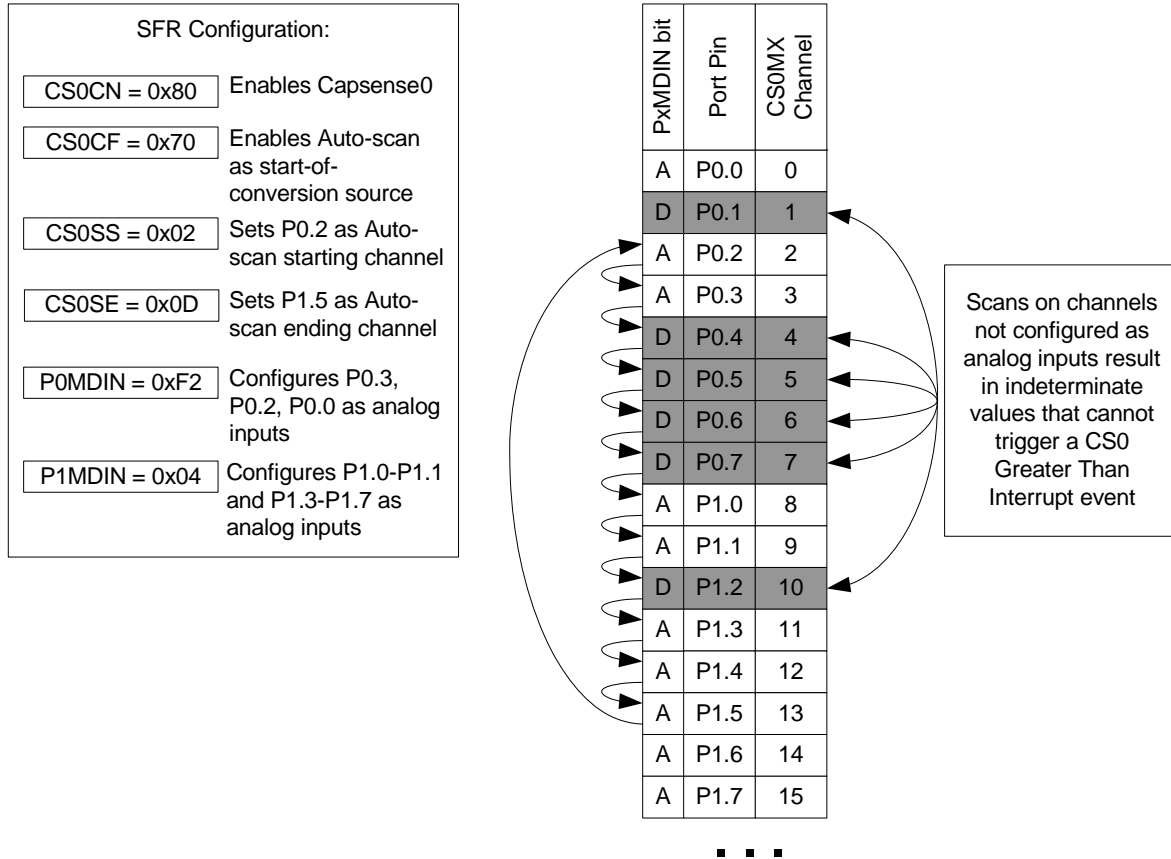 SFR Configuration:
CS0CN = 0x80
Enables Capsense0
CS0CF = 0x70
Enables Auto-scan
as start-of-
conversion source
CS0SS = 0x02
Sets P0.2 as Auto-
scan starting channel
CS0SE = 0x0D
Sets P1.5 as Auto-
scan ending channel
P0MDIN = 0xF2
Configures P0.3,
P0.2, P0.0 as analog
inputs
P1MDIN = 0x04
Configures P1.0-P1.1
and P1.3-P1.7 as
analog inputs
PxMDIN bit
Port Pin
CS0MX
Channel
A P0.0 0
D P0.1 1
A P0.2 2
A P0.3 3
D P0.4 4
D P0.5 5
D P0.6 6
D P0.7 7
A P1.0 8
A P1.1 9
D P1.2 10
A P1.3 11
A P1.4 12
A P1.5 13
A P1.6 14
A P1.7 15
Scans on channels
not configured as
analog inputs result
in indeterminate
values that cannot
trigger a CS0
Greater Than
Interrupt event